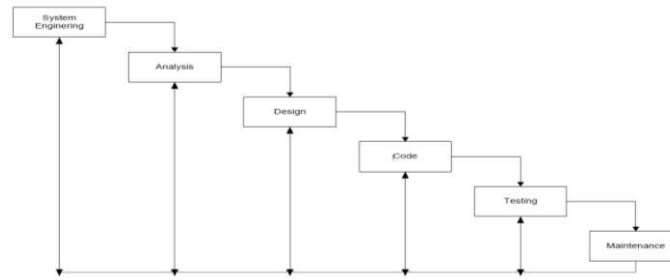 System
Enginering
Analysis
Design
Code
Testing
Maintenance